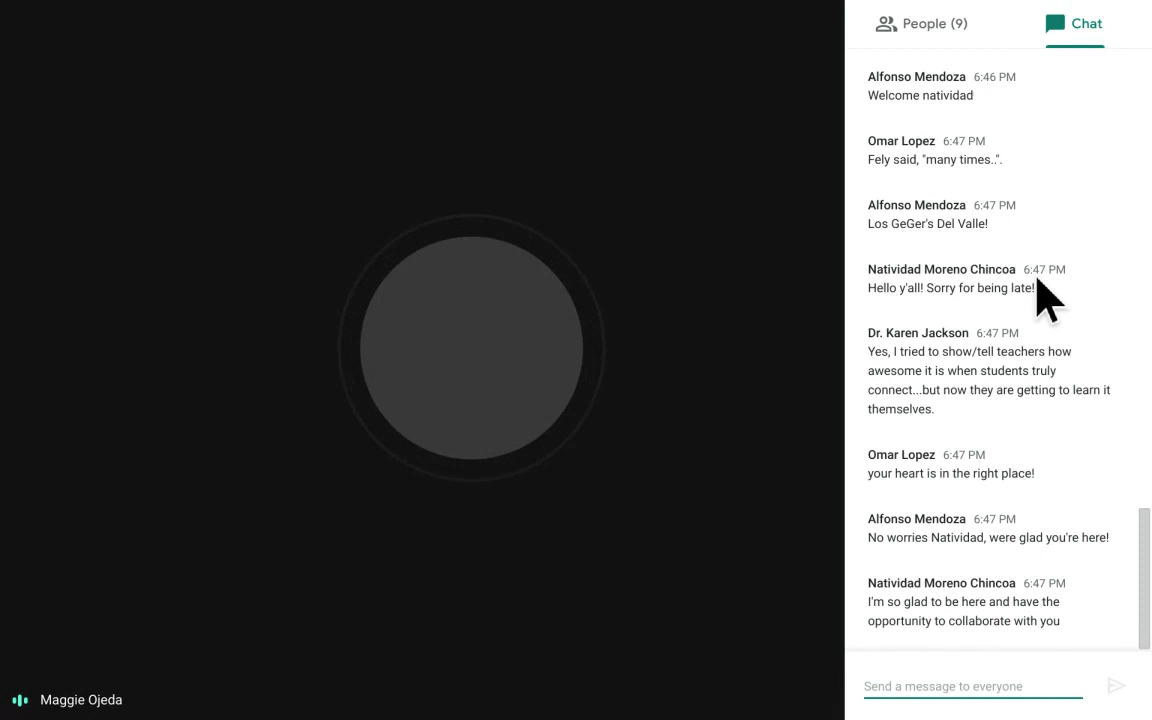 People (9)
Chat
Alfonso Mendoza 6:46 PM
Welcome natividad
Omar Lopez 6:47 PM
Fely said, "many times..".
Alfonso Mendoza 6:47 PM
Los GeGer's Del Valle!
Natividad Moreno Chincoa 6:47 PM
Hello y'all! Sorry for being late!
Dr. Karen Jackson 6:47 PM
Yes, I tried to show/tell teachers how
awesome it is when students truly
connect...but now they are getting to learn it
themselves.
Omar Lopez 6:47 PM
your heart is in the right place!
Alfonso Mendoza 6:47 PM
No worries Natividad, were glad you're here!
Natividad Moreno Chincoa 6:47 PM
I'm so glad to be here and have the
opportunity to collaborate with you
Send a message to everyone
Maggie Ojeda